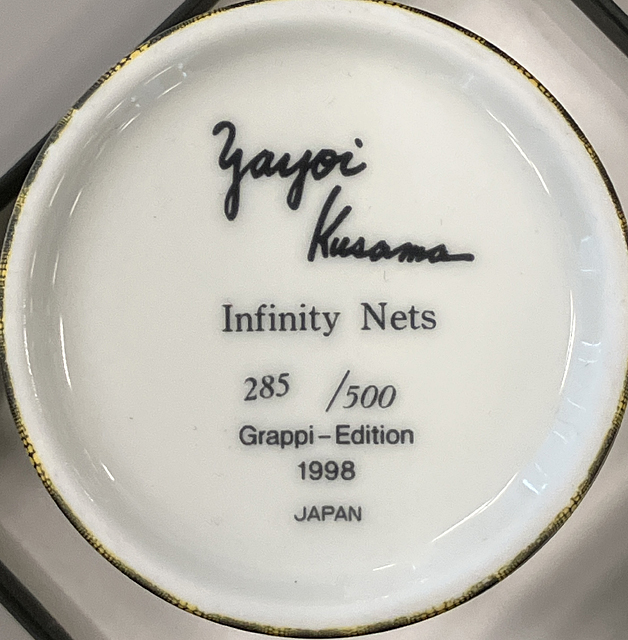 Yayoi
Kusama
Infinity Nets
285 /500
Grappi-Edition
1998
JAPAN